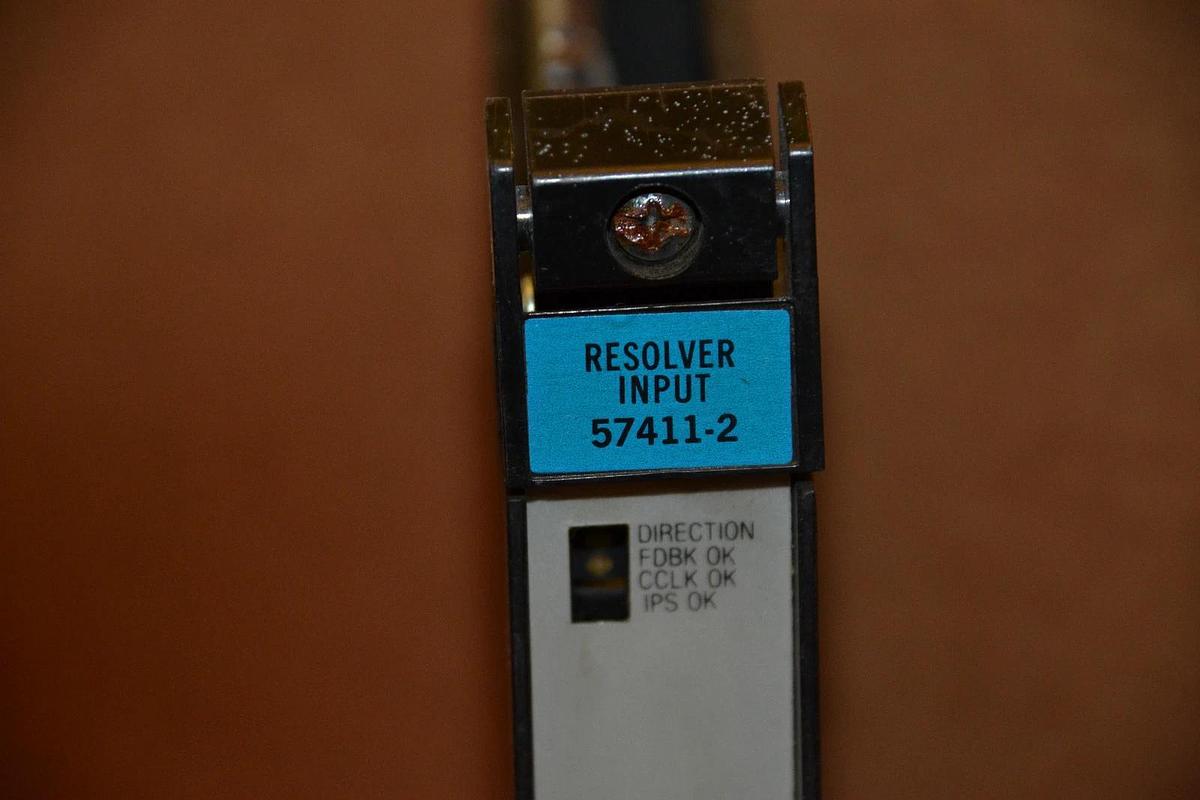 RESOLVER
INPUT
57411-2
DIRECTION
FDBK OK
CCLK OK
IPS OK